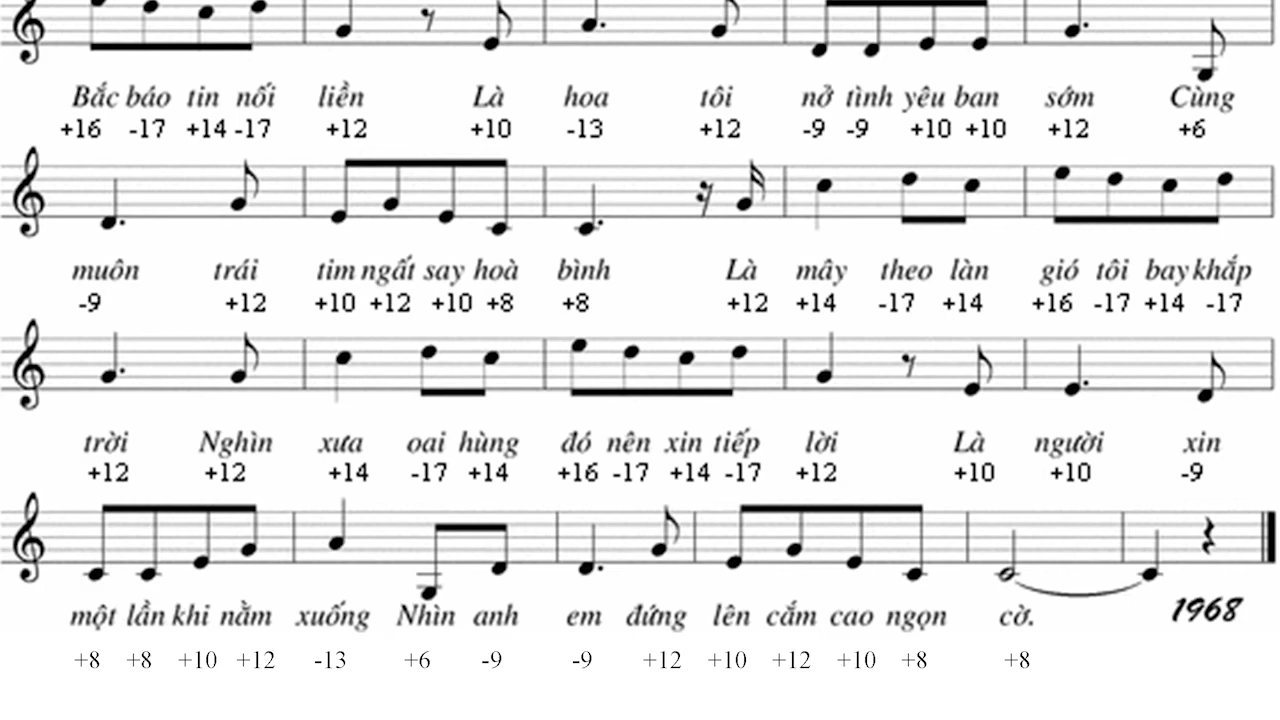 Bắc báo tin nối liền Là hoa tôi nở tình yêu ban sớm Cùng
+16 -17 +14 -17 +12 +10 -13 +12 -9 -9 +10 +10 +12 +6
muôn trái tim ngất say hoà bình Là mây theo làn gió tôi bay khắp
-9 +12 +10 +12 +10 +8 +8 +12 +14 -17 +14 +16 -17 +14 -17
trời Nghìn xưa oai hùng đó nên xin tiếp lời Là người xin
+12 +12 +14 -17 +14 +16 -17 +14 -17 +12 +10 +10 -9
một lần khi nằm xuống Nhìn anh em đứng lên cắm cao ngọn cờ. 1968
+8 +8 +10 +12 -13 +6 -9 -9 +12 +10 +12 +10 +8 +8